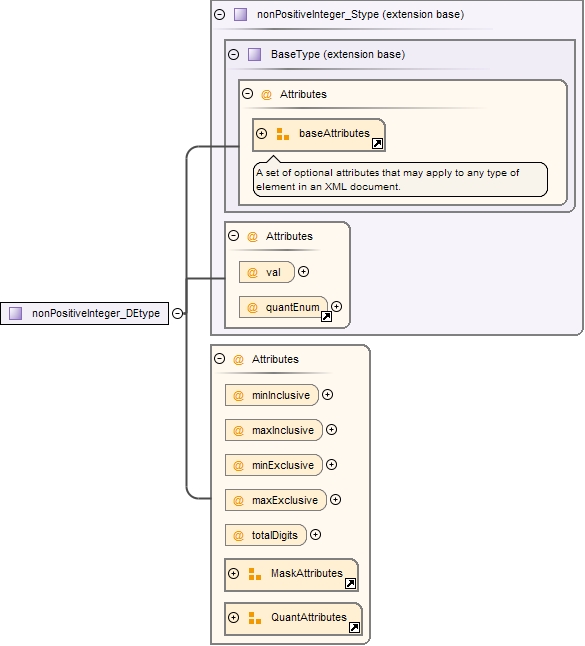 nonPositiveInteger_Stype (extension base)
BaseType (extension base)
@ Attributes
baseAttributes
A set of optional attributes that may apply to any type of
element in an XML document.
@ Attributes
@ val
@ quantEnum
nonPositiveInteger_DEtype
@ Attributes
@ minInclusive
@ maxInclusive
@ minExclusive
@ maxExclusive
@ totalDigits
MaskAttributes
QuantAttributes